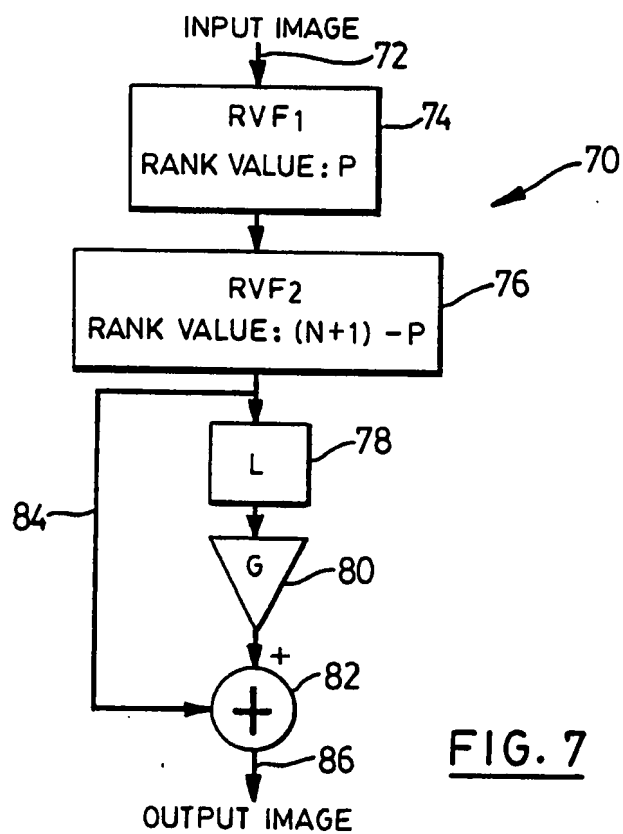 INPUT IMAGE
72
RVF1
RANK VALUE: P
74
70
RVF2
RANK VALUE: (N+1) - P
76
L
78
84
G
80
+
82
+
86
OUTPUT IMAGE
FIG. 7